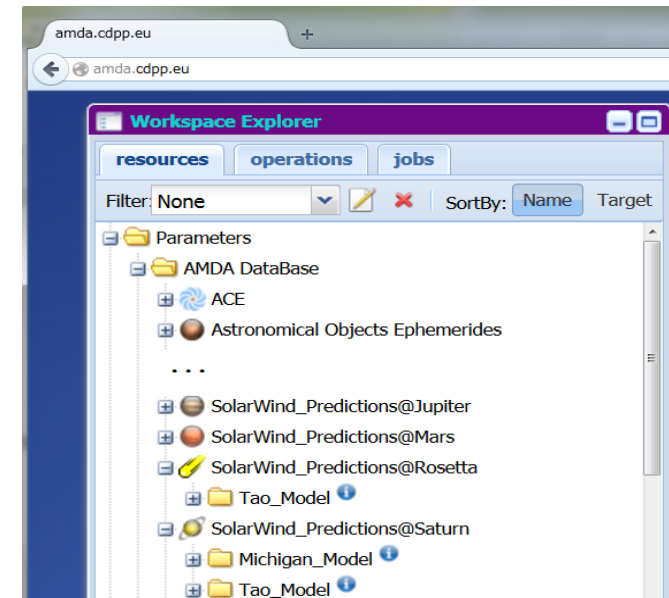 amda.cdpp.eu
amda.cdpp.eu
Workspace Explorer
resources operations jobs
Filter: None SortBy: Name Target
Parameters
AMDA DataBase
ACE
Astronomical Objects Ephemerides
...
SolarWind_Predictions@Jupiter
SolarWind_Predictions@Mars
SolarWind_Predictions@Rosetta
Tao_Model
SolarWind_Predictions@Saturn
Michigan_Model
Tao_Model